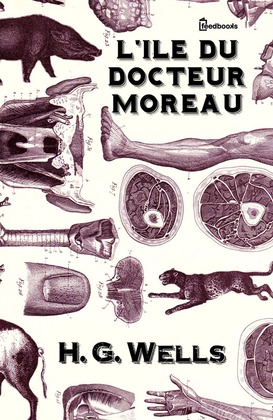 feedbooks
L'ILE DU
DOCTEUR
MOREAU
H. G. WELLS